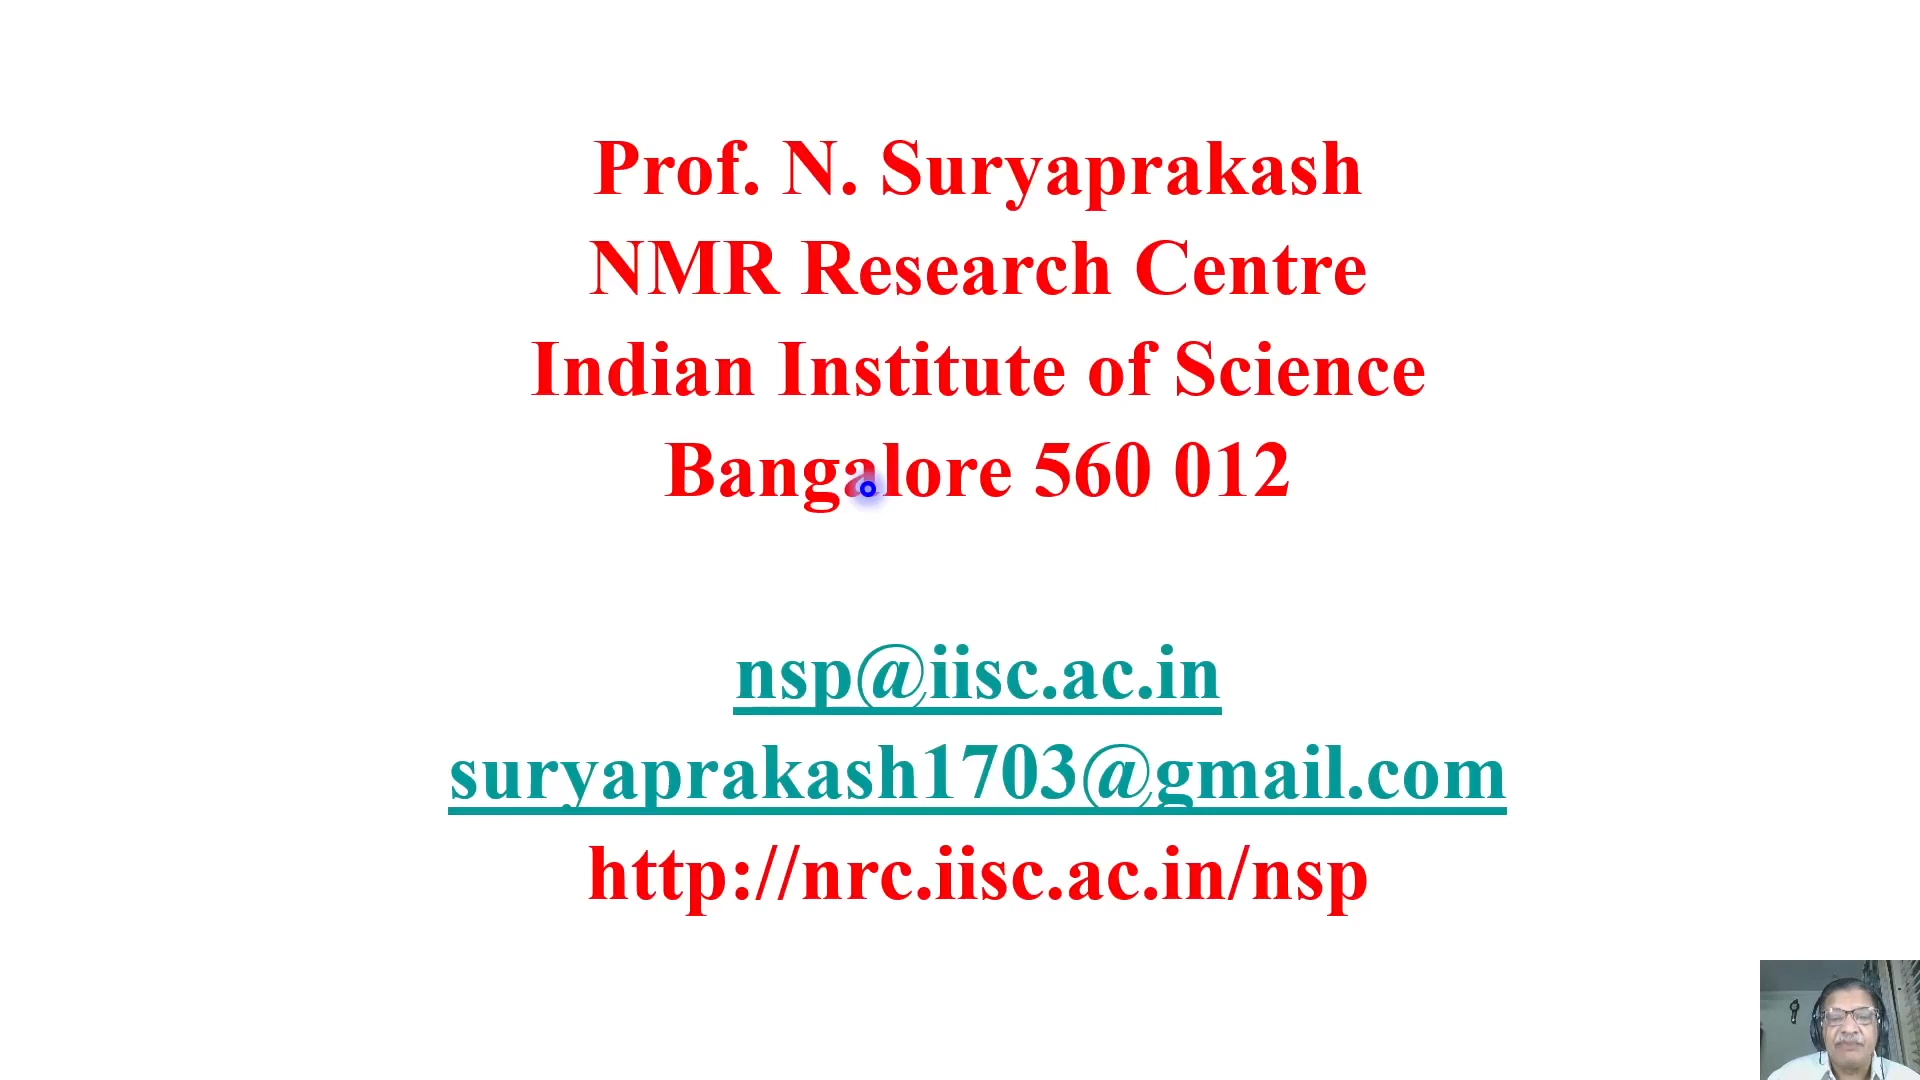 Prof. N. Suryaprakash
NMR Research Centre
Indian Institute of Science
Bangalore 560 012
nsp@iisc.ac.in
suryaprakash1703@gmail.com
http://nrc.iisc.ac.in/nsp